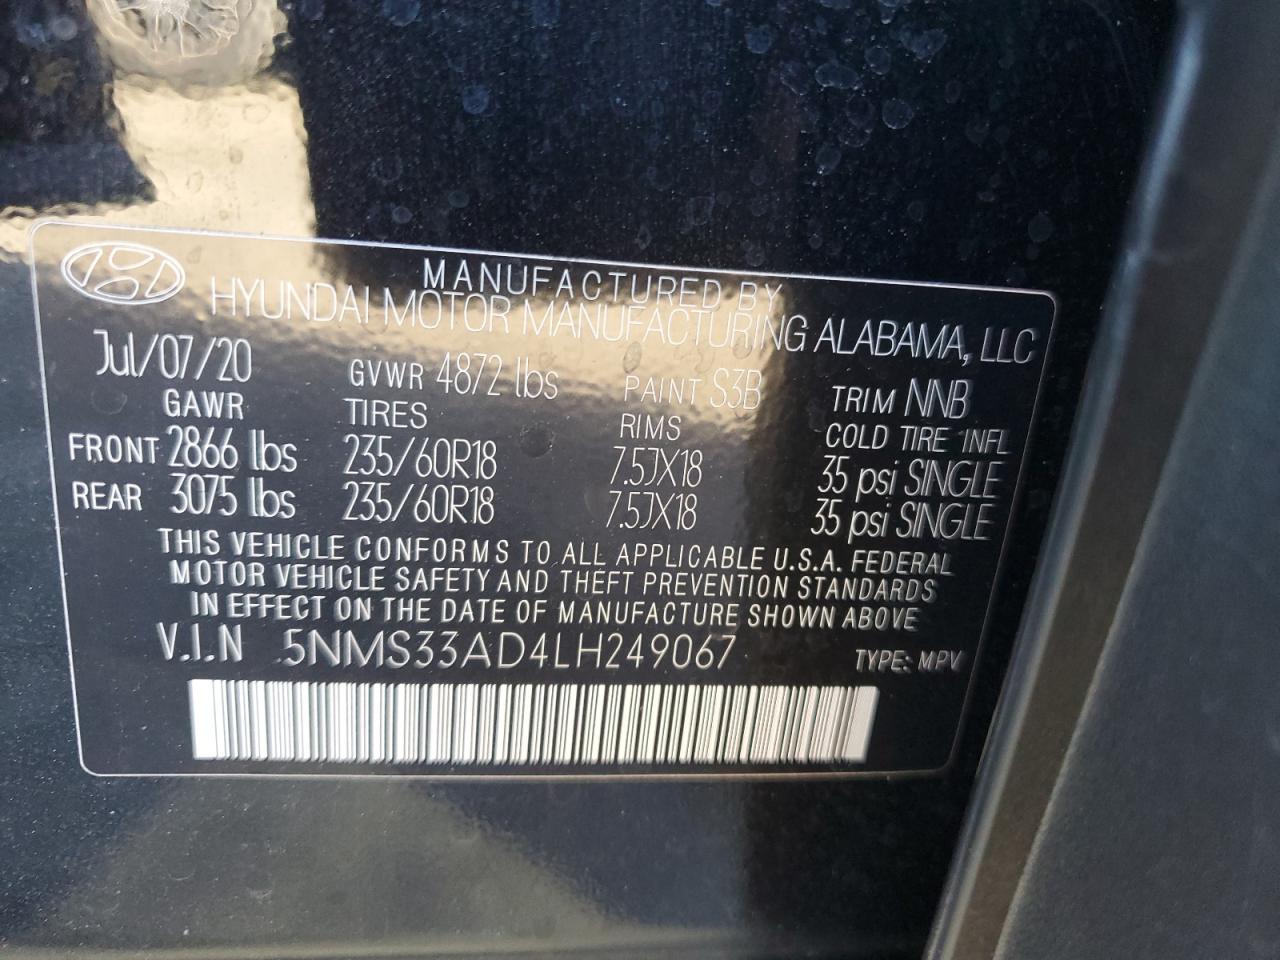 MANUFACTURED BY
HYUNDAI MOTOR MANUFACTURING ALABAMA, LLC
Jul/07/20 GVWR 4872 lbs PAINT S3B TRIM NNB
GAWR TIRES RIMS COLD TIRE INFL
FRONT 2866 lbs 235/60R18 7.5JX18 35 psi SINGLE
REAR 3075 lbs 235/60R18 7.5JX18 35 psi SINGLE
THIS VEHICLE CONFORMS TO ALL APPLICABLE U.S.A. FEDERAL
MOTOR VEHICLE SAFETY AND THEFT PREVENTION STANDARDS
IN EFFECT ON THE DATE OF MANUFACTURE SHOWN ABOVE
V.I.N 5NMS33AD4LH249067 TYPE: MPV